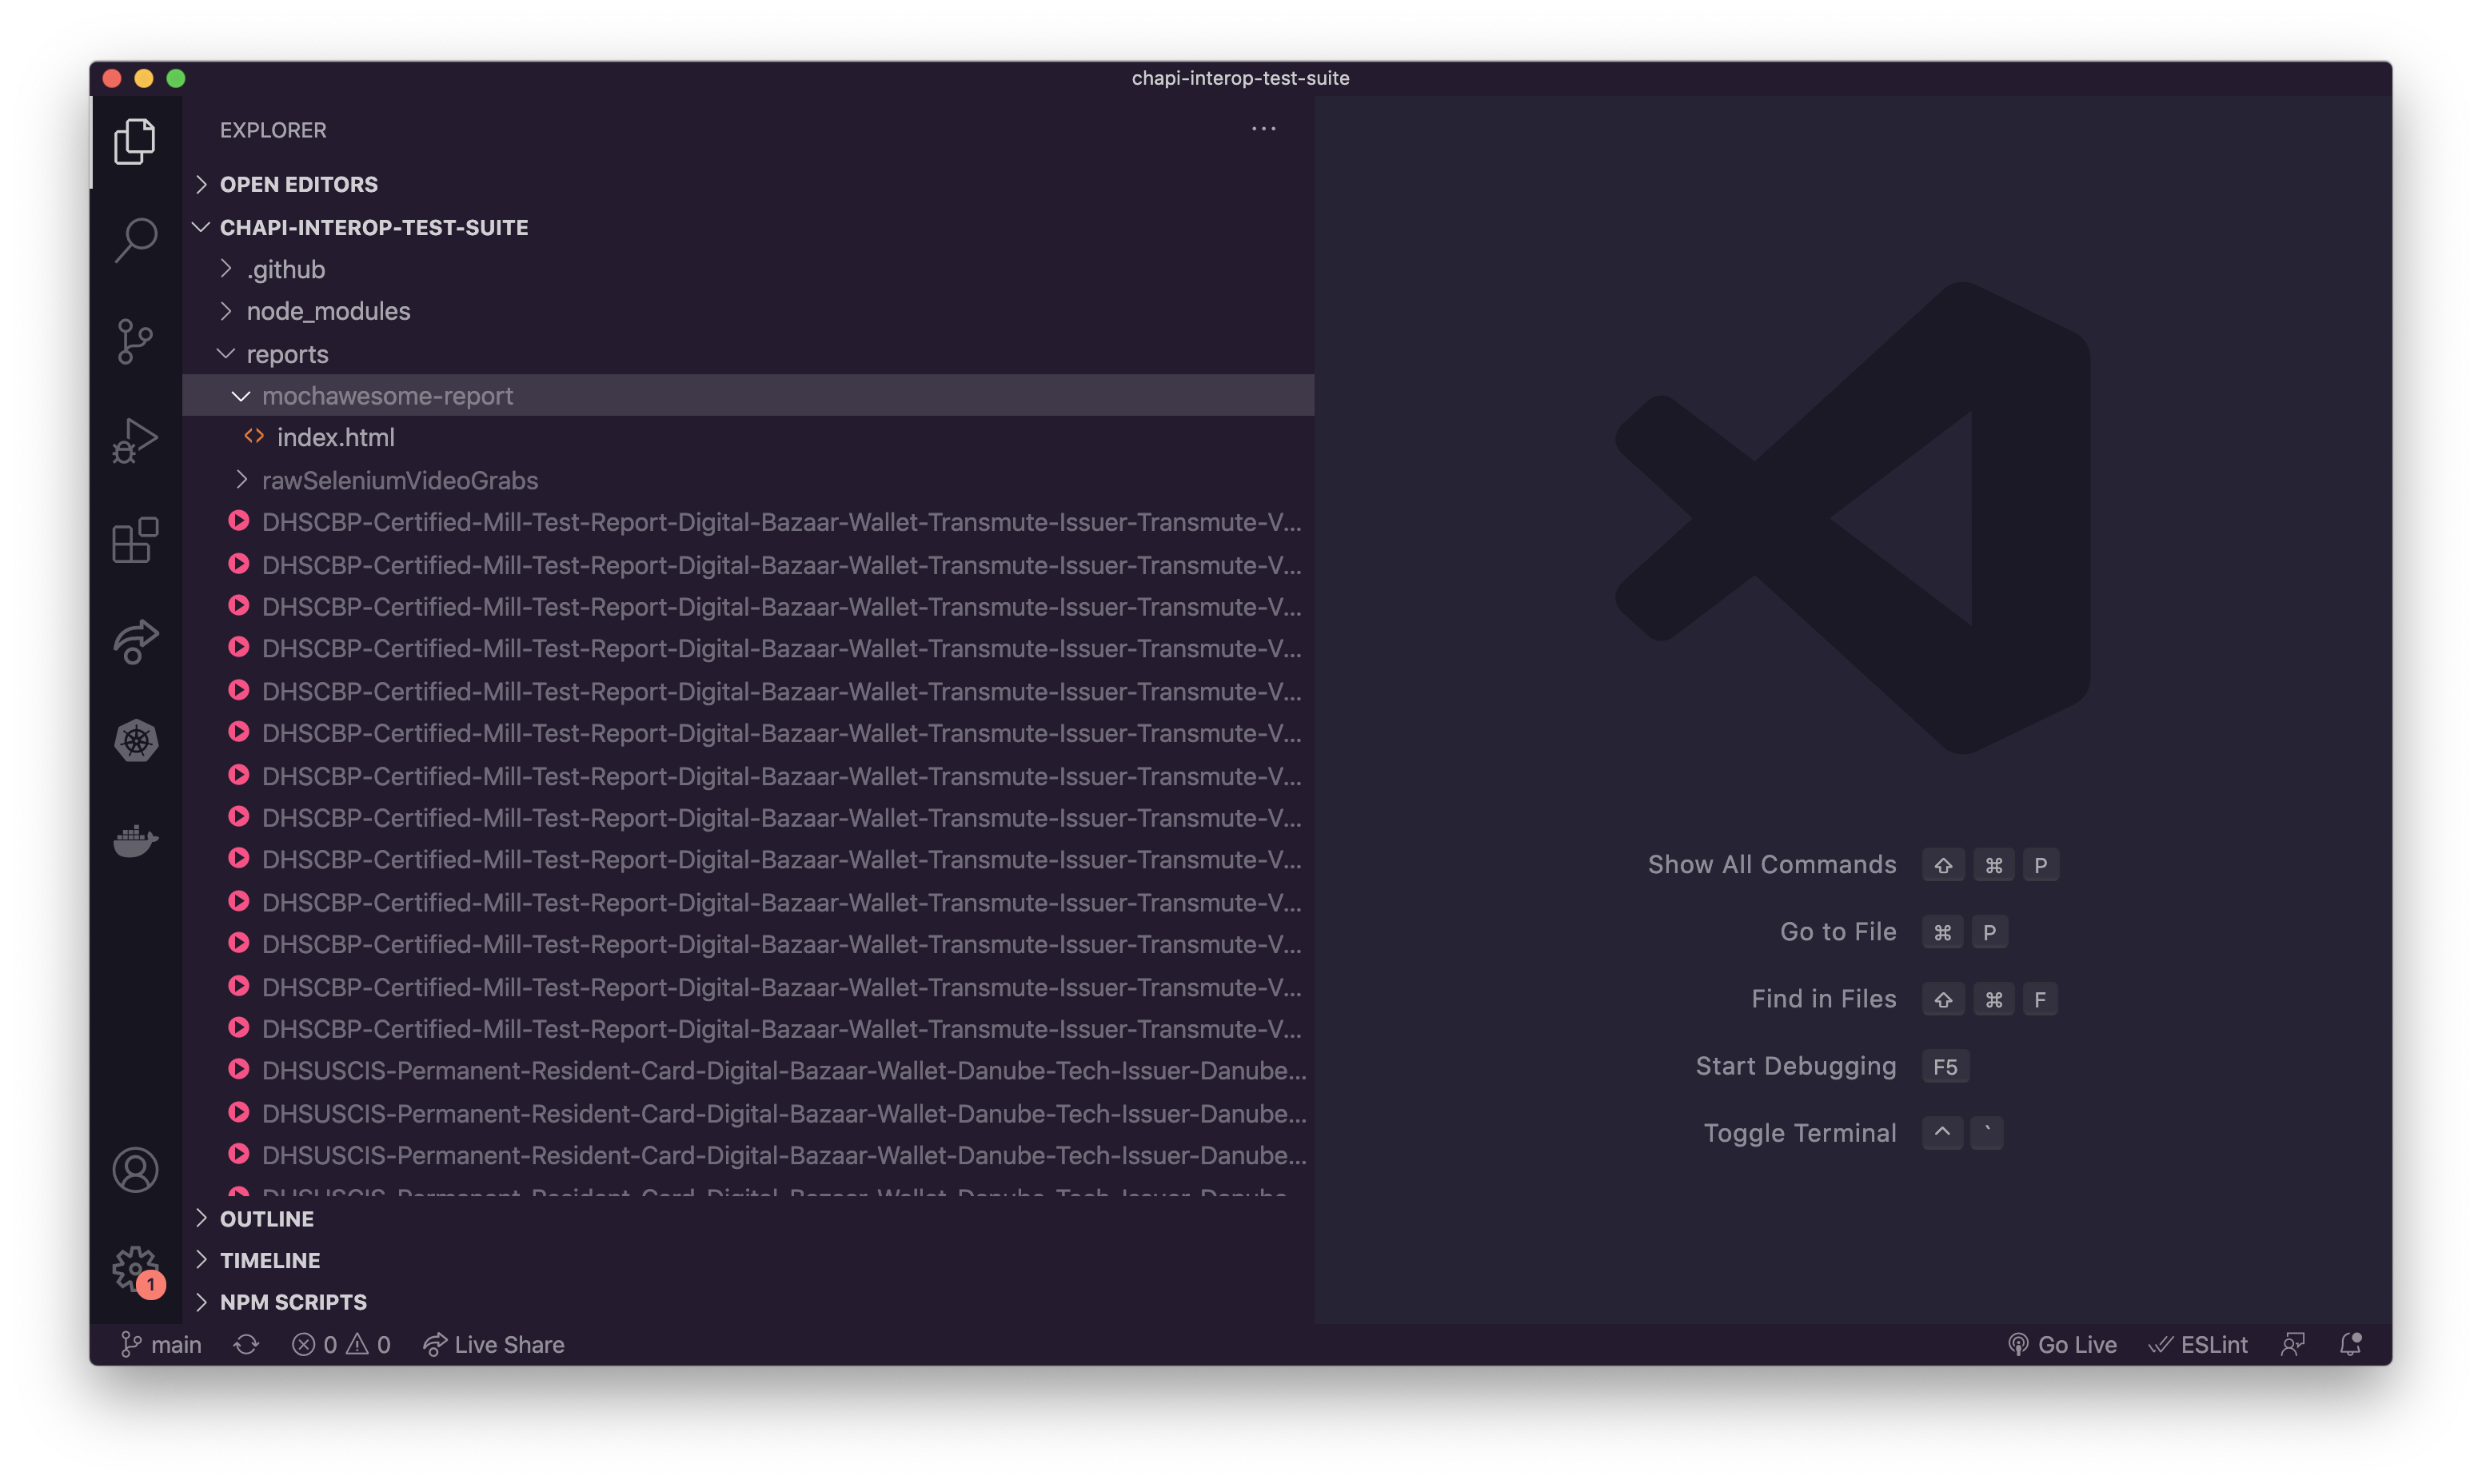 chapi-interop-test-suite
EXPLORER
OPEN EDITORS
CHAPI-INTEROP-TEST-SUITE
.github
node_modules
reports
mochawesome-report
<> index.html
rawSeleniumVideoGrabs
DHSCBP-Certified-Mill-Test-Report-Digital-Bazaar-Wallet-Transmute-Issuer-Transmute-V...
DHSCBP-Certified-Mill-Test-Report-Digital-Bazaar-Wallet-Transmute-Issuer-Transmute-V...
DHSCBP-Certified-Mill-Test-Report-Digital-Bazaar-Wallet-Transmute-Issuer-Transmute-V...
DHSCBP-Certified-Mill-Test-Report-Digital-Bazaar-Wallet-Transmute-Issuer-Transmute-V...
DHSCBP-Certified-Mill-Test-Report-Digital-Bazaar-Wallet-Transmute-Issuer-Transmute-V...
DHSCBP-Certified-Mill-Test-Report-Digital-Bazaar-Wallet-Transmute-Issuer-Transmute-V...
DHSCBP-Certified-Mill-Test-Report-Digital-Bazaar-Wallet-Transmute-Issuer-Transmute-V...
DHSCBP-Certified-Mill-Test-Report-Digital-Bazaar-Wallet-Transmute-Issuer-Transmute-V...
DHSCBP-Certified-Mill-Test-Report-Digital-Bazaar-Wallet-Transmute-Issuer-Transmute-V...
DHSCBP-Certified-Mill-Test-Report-Digital-Bazaar-Wallet-Transmute-Issuer-Transmute-V...
DHSCBP-Certified-Mill-Test-Report-Digital-Bazaar-Wallet-Transmute-Issuer-Transmute-V...
DHSCBP-Certified-Mill-Test-Report-Digital-Bazaar-Wallet-Transmute-Issuer-Transmute-V...
DHSCBP-Certified-Mill-Test-Report-Digital-Bazaar-Wallet-Transmute-Issuer-Transmute-V...
DHSUSCIS-Permanent-Resident-Card-Digital-Bazaar-Wallet-Danube-Tech-Issuer-Danube...
DHSUSCIS-Permanent-Resident-Card-Digital-Bazaar-Wallet-Danube-Tech-Issuer-Danube...
DHSUSCIS-Permanent-Resident-Card-Digital-Bazaar-Wallet-Danube-Tech-Issuer-Danube...
DHSUSCIS-Permanent-Resident-Card-Digital-Bazaar-Wallet-Danube-Tech-Issuer-Danube...
OUTLINE
TIMELINE
NPM SCRIPTS
1
Show All Commands ⇧ ⌘ P
Go to File ⌘ P
Find in Files ⇧ ⌘ F
Start Debugging F5
Toggle Terminal ^ `
main 0 0 Live Share Go Live ESLint